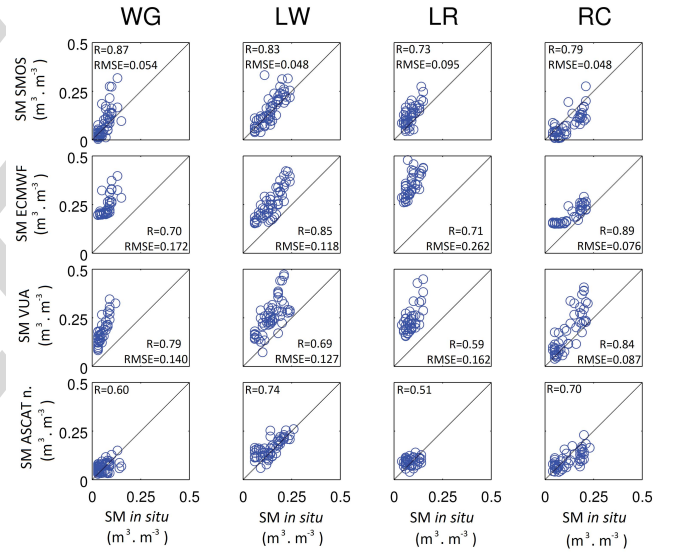 WG LW LR RC
SM SMOS
(m³ . m⁻³)
0.5
0.25
0
R=0.87
RMSE=0.054
R=0.83
RMSE=0.048
R=0.73
RMSE=0.095
R=0.79
RMSE=0.048
SM ECMWF
(m³ . m⁻³)
0.5
0.25
0
R=0.70
RMSE=0.172
R=0.85
RMSE=0.118
R=0.71
RMSE=0.262
R=0.89
RMSE=0.076
SM VUA
(m³ . m⁻³)
0.5
0.25
0
R=0.79
RMSE=0.140
R=0.69
RMSE=0.127
R=0.59
RMSE=0.162
R=0.84
RMSE=0.087
SM ASCAT n.
(m³ . m⁻³)
0.5
0.25
0
R=0.60
R=0.74
R=0.51
R=0.70
0 0.25 0.5 0 0.25 0.5 0 0.25 0.5 0 0.25 0.5
SM in situ SM in situ SM in situ SM in situ
(m³ . m⁻³) (m³ . m⁻³) (m³ . m⁻³) (m³ . m⁻³)